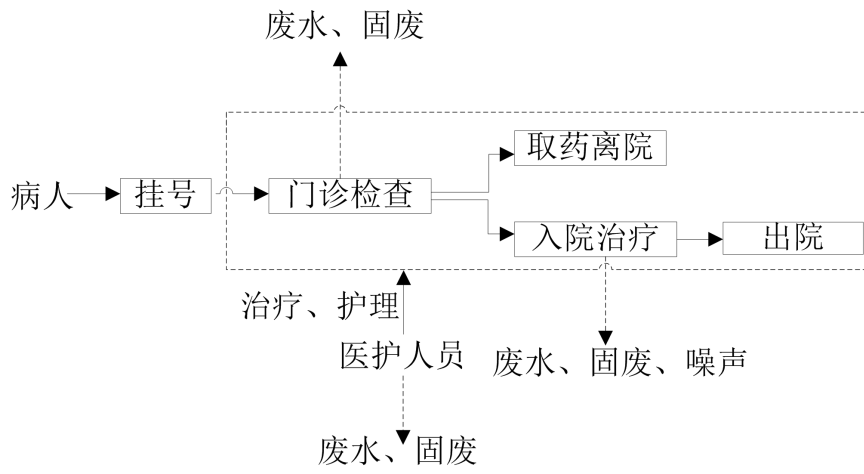 废水、固废
取药离院
病人
挂号
门诊检查
入院治疗
出院
治疗、护理
医护人员
废水、固废、噪声
废水、固废